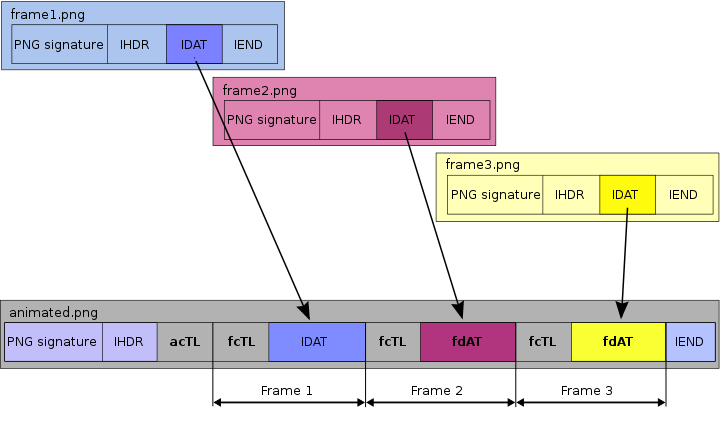 frame1.png
PNG signature IHDR IDAT IEND
frame2.png
PNG signature IHDR IDAT IEND
frame3.png
PNG signature IHDR IDAT IEND
animated.png
PNG signature IHDR acTL fcTL IDAT fcTL fdAT fcTL fdAT IEND
Frame 1 Frame 2 Frame 3